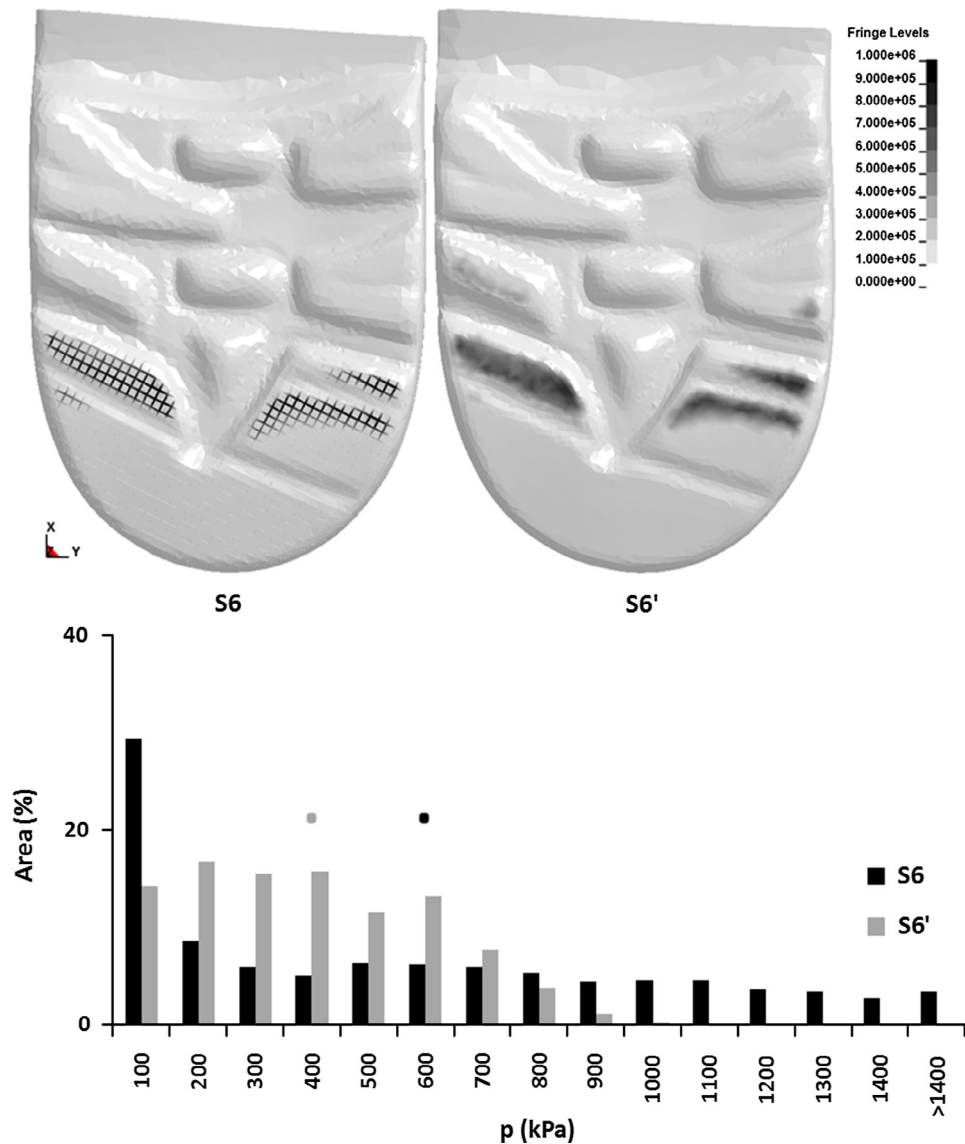 Fringe Levels
1.000e+06
9.000e+05
8.000e+05
7.000e+05
6.000e+05
5.000e+05
4.000e+05
3.000e+05
2.000e+05
1.000e+05
0.000e+00
X
Z Y
S6 S6'
40
20
0
Area (%)
S6
S6'
100 200 300 400 500 600 700 800 900 1000 1100 1200 1300 1400 >1400
p (kPa)